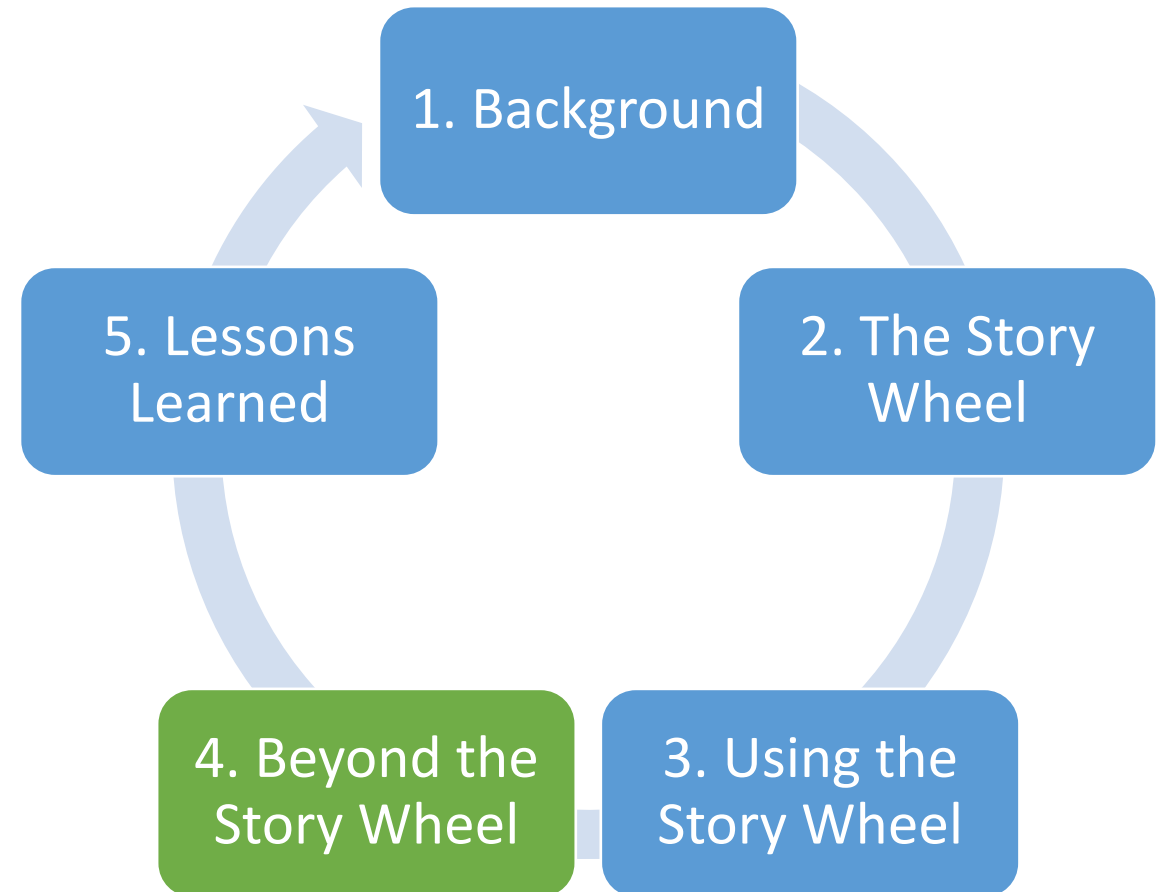 1. Background
2. The Story
Wheel
3. Using the
Story Wheel
4. Beyond the
Story Wheel
5. Lessons
Learned